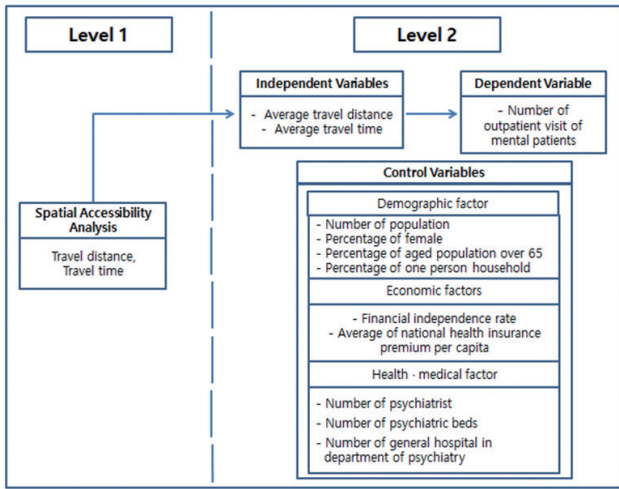 Level 1
Level 2
Independent Variables
- Average travel distance
- Average travel time
Dependent Variable
- Number of
outpatient visit of
mental patients
Spatial Accessibility
Analysis
Travel distance,
Travel time
Control Variables
Demographic factor
- Number of population
- Percentage of female
- Percentage of aged population over 65
- Percentage of one person household
Economic factors
- Financial independence rate
- Average of national health insurance
premium per capita
Health · medical factor
- Number of psychiatrist
- Number of psychiatric beds
- Number of general hospital in
department of psychiatry